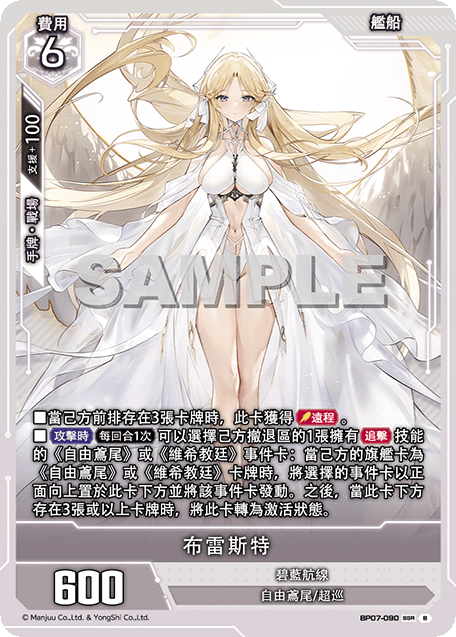 費用
6
艦船
支援+100
手牌・戰場
SAMPLE
■當己方前排存在3張卡牌時，此卡獲得 遠程 。
■ 攻擊時 每回合1次 可以選擇己方撤退區的1張擁有 追擊 技能
的《自由鳶尾》或《維希教廷》事件卡：當己方的旗艦卡為
《自由鳶尾》或《維希教廷》卡牌時，將選擇的事件卡以正
面向上置於此卡下方並將該事件卡發動。之後，當此卡下方
存在3張或以上卡牌時，將此卡轉為激活狀態。
布雷斯特
600
碧藍航線
自由鳶尾/超巡
© Manjuu Co.,Ltd. & YongShi Co.,Ltd.
BP07-090 SSR B